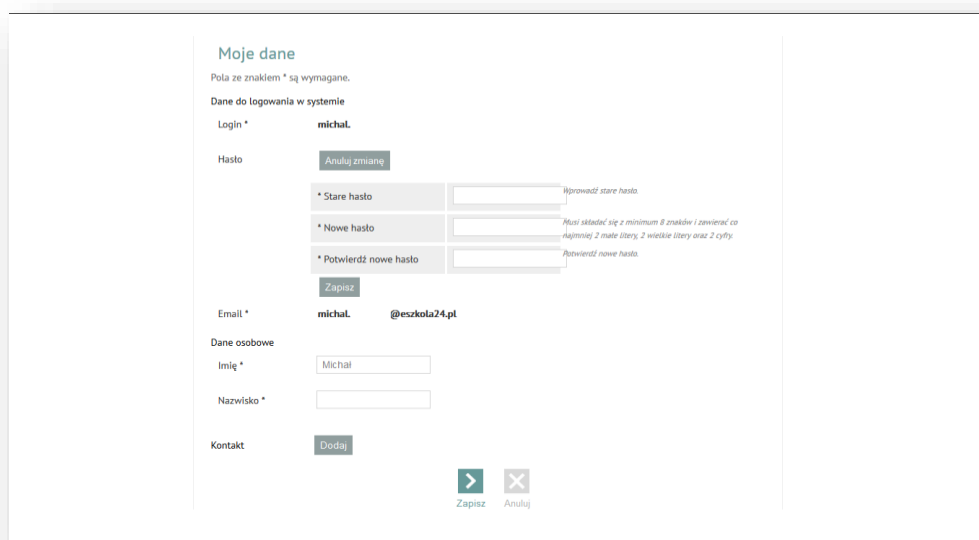 Moje dane
Pola ze znakiem * są wymagane.
Dane do logowania w systemie
Login * michal.
Hasło Anuluj zmianę
* Stare hasło Wprowadź stare hasło.
* Nowe hasło Musi składać się z minimum 8 znaków i zawierać co
najmniej 2 małe litery, 2 wielkie litery oraz 2 cyfry.
* Potwierdź nowe hasło Potwierdź nowe hasło.
Zapisz
Email * michal. @eszkola24.pl
Dane osobowe
Imię * Michał
Nazwisko *
Kontakt Dodaj
Zapisz Anuluj